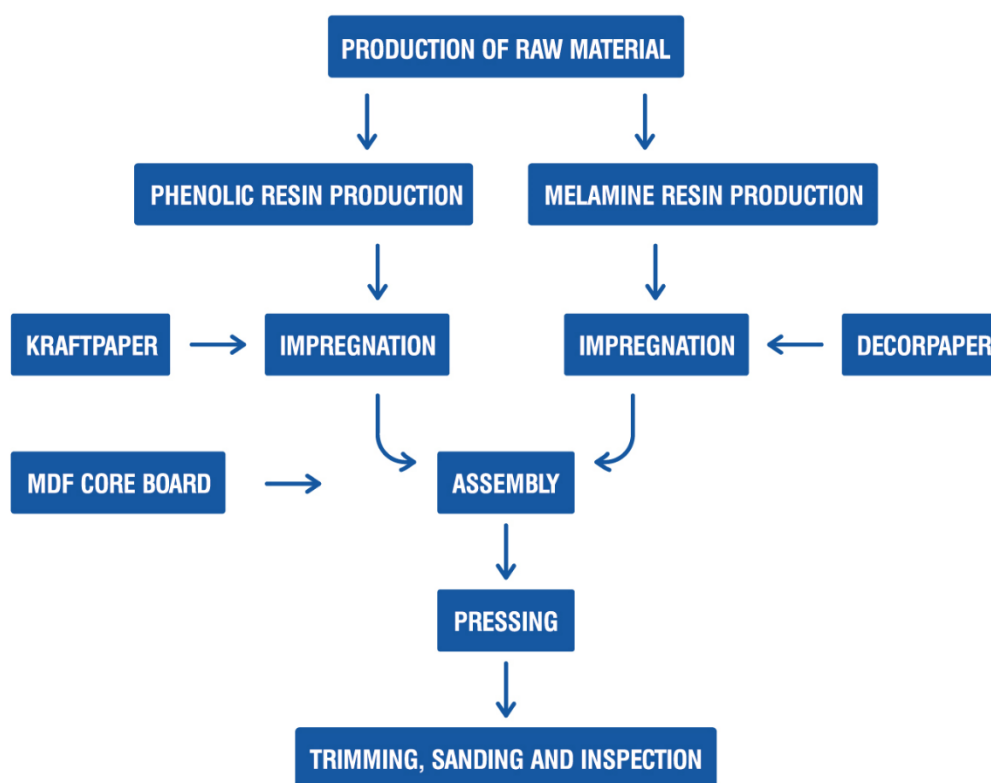 PRODUCTION OF RAW MATERIAL
PHENOLIC RESIN PRODUCTION
MELAMINE RESIN PRODUCTION
KRAFTPAPER
IMPREGNATION
IMPREGNATION
DECORPAPER
MDF CORE BOARD
ASSEMBLY
PRESSING
TRIMMING, SANDING AND INSPECTION